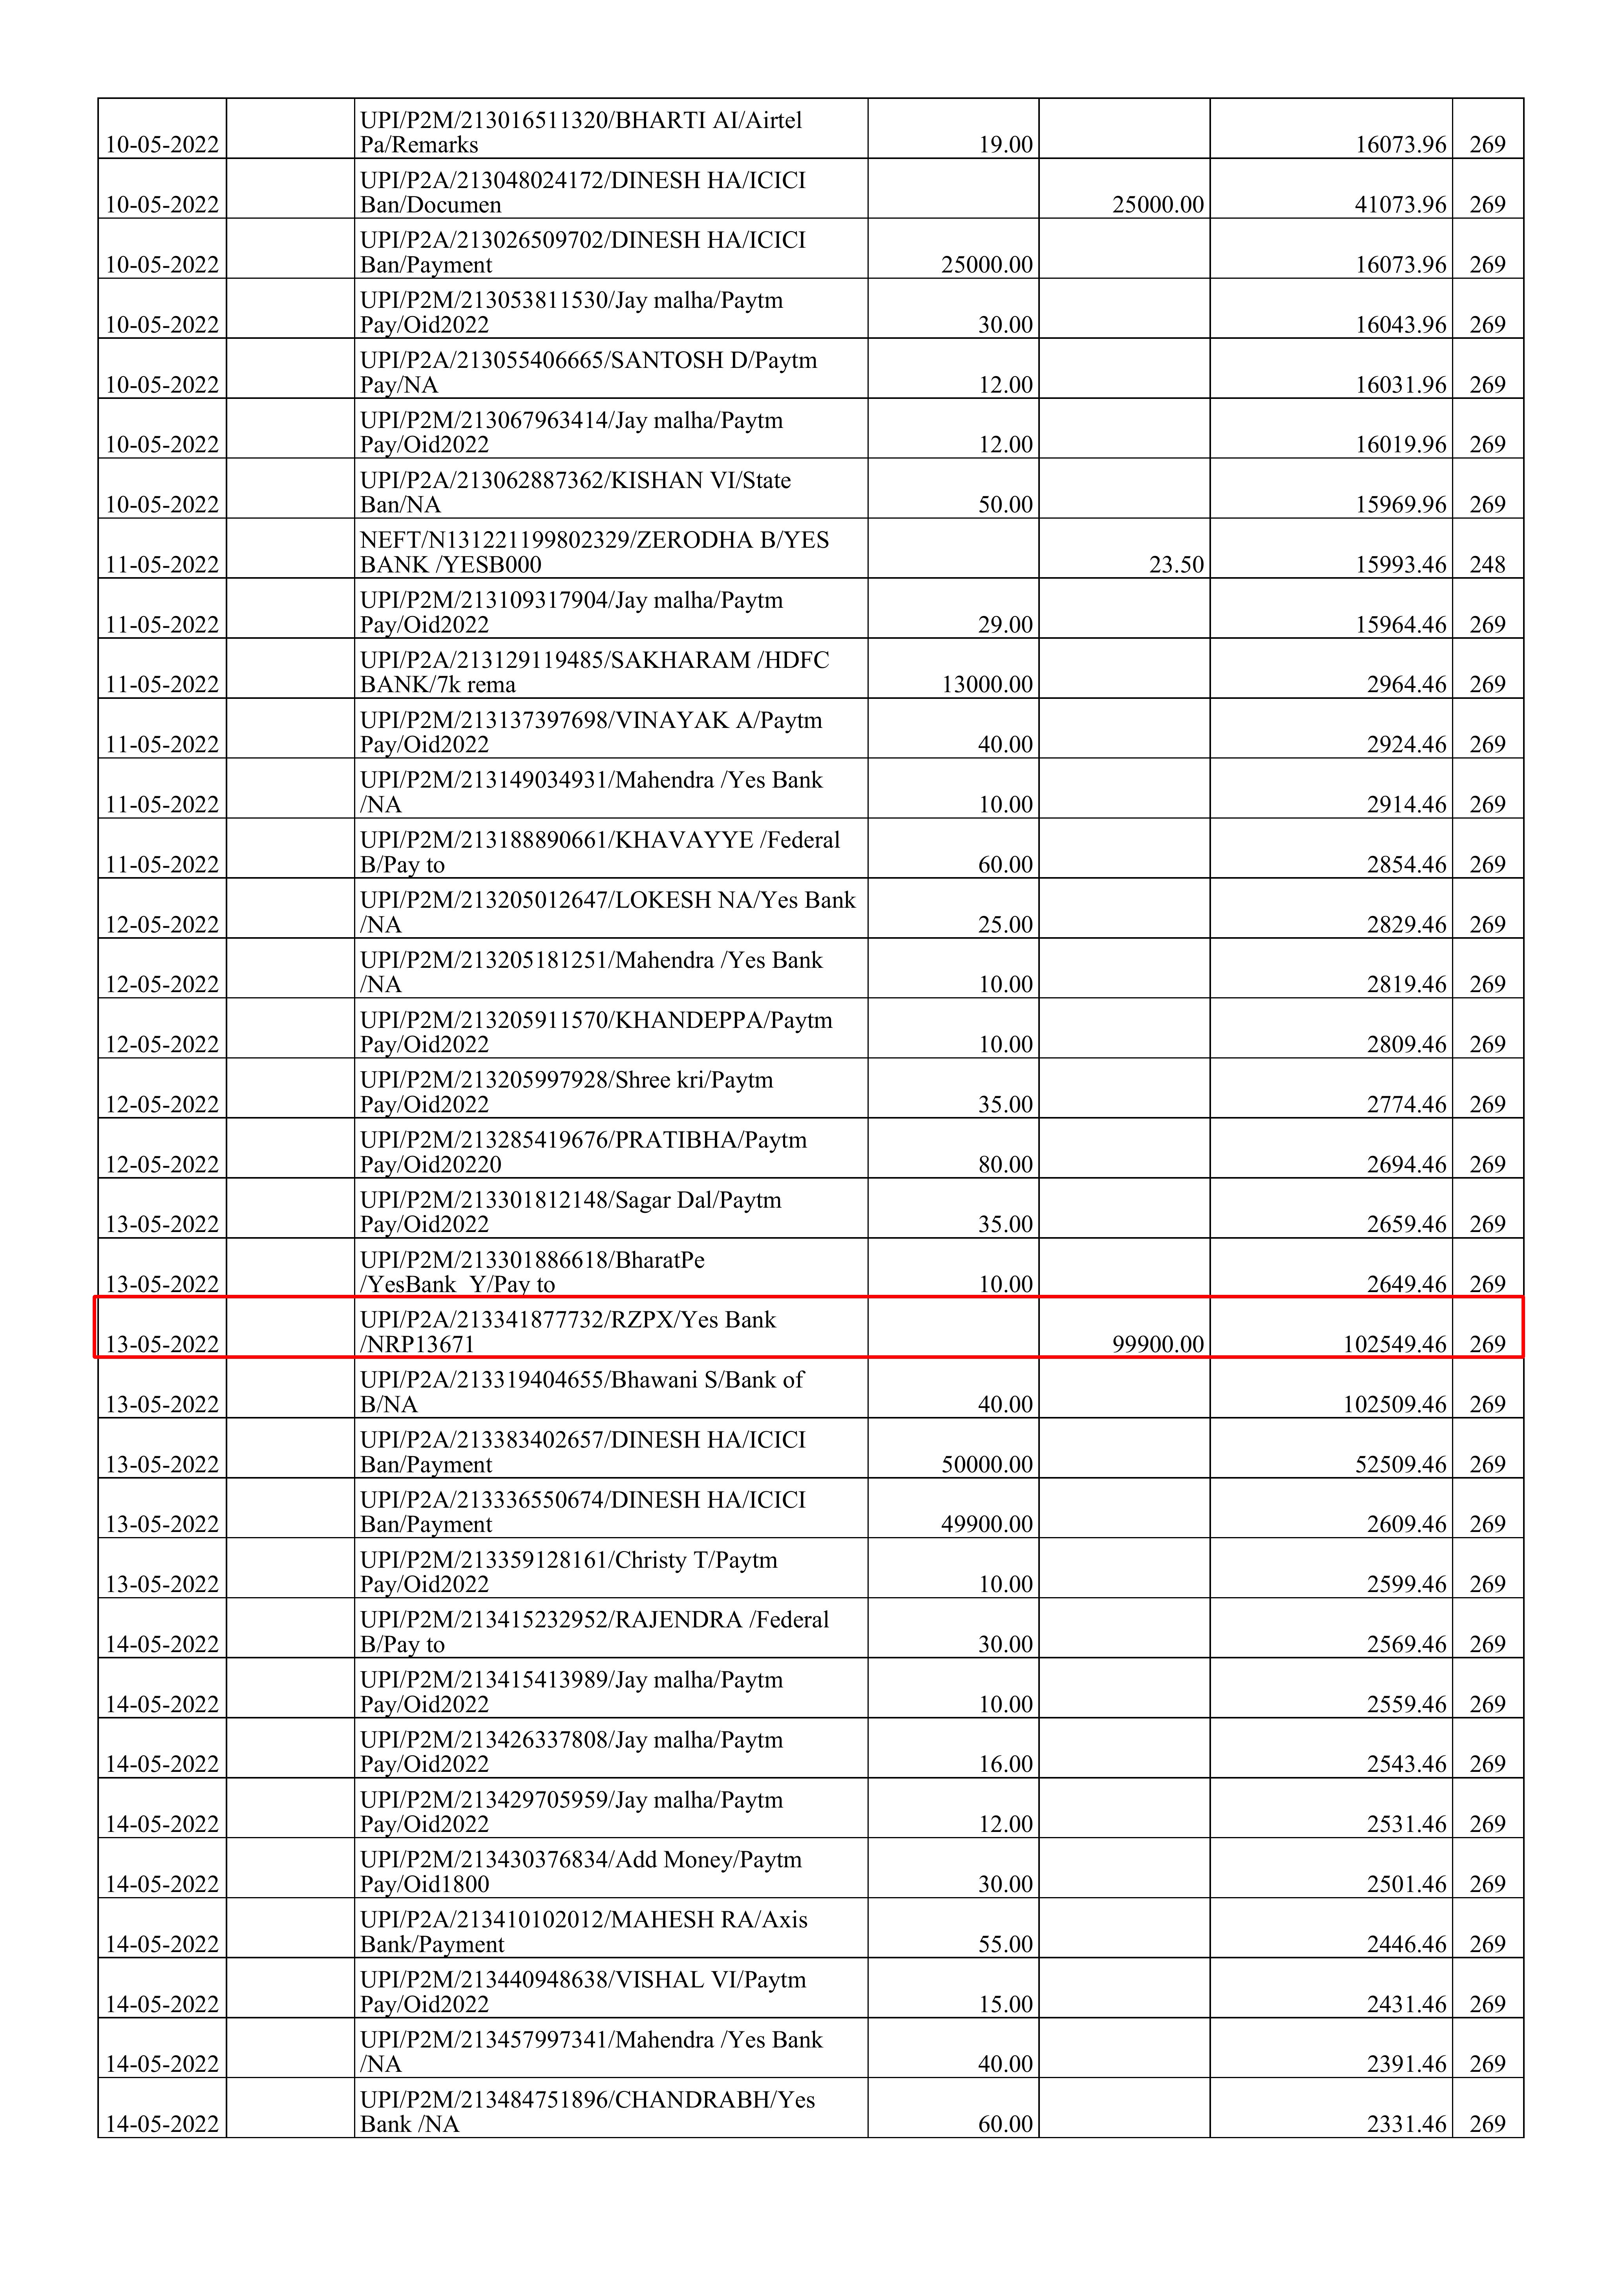 UPI/P2M/213016511320/BHARTI AI/Airtel
10-05-2022 Pa/Remarks 19.00 16073.96 269
UPI/P2A/213048024172/DINESH HA/ICICI
10-05-2022 Ban/Documen 25000.00 41073.96 269
UPI/P2A/213026509702/DINESH HA/ICICI
10-05-2022 Ban/Payment 25000.00 16073.96 269
UPI/P2M/213053811530/Jay malha/Paytm
10-05-2022 Pay/Oid2022 30.00 16043.96 269
UPI/P2A/213055406665/SANTOSH D/Paytm
10-05-2022 Pay/NA 12.00 16031.96 269
UPI/P2M/213067963414/Jay malha/Paytm
10-05-2022 Pay/Oid2022 12.00 16019.96 269
UPI/P2A/213062887362/KISHAN VI/State
10-05-2022 Ban/NA 50.00 15969.96 269
NEFT/N131221199802329/ZERODHA B/YES
11-05-2022 BANK /YESB000 23.50 15993.46 248
UPI/P2M/213109317904/Jay malha/Paytm
11-05-2022 Pay/Oid2022 29.00 15964.46 269
UPI/P2A/213129119485/SAKHARAM /HDFC
11-05-2022 BANK/7k rema 13000.00 2964.46 269
UPI/P2M/213137397698/VINAYAK A/Paytm
11-05-2022 Pay/Oid2022 40.00 2924.46 269
UPI/P2M/213149034931/Mahendra /Yes Bank
11-05-2022 /NA 10.00 2914.46 269
UPI/P2M/213188890661/KHAVAYYE /Federal
11-05-2022 B/Pay to 60.00 2854.46 269
UPI/P2M/213205012647/LOKESH NA/Yes Bank
12-05-2022 /NA 25.00 2829.46 269
UPI/P2M/213205181251/Mahendra /Yes Bank
12-05-2022 /NA 10.00 2819.46 269
UPI/P2M/213205911570/KHANDEPPA/Paytm
12-05-2022 Pay/Oid2022 10.00 2809.46 269
UPI/P2M/213205997928/Shree kri/Paytm
12-05-2022 Pay/Oid2022 35.00 2774.46 269
UPI/P2M/213285419676/PRATIBHA/Paytm
12-05-2022 Pay/Oid20220 80.00 2694.46 269
UPI/P2M/213301812148/Sagar Dal/Paytm
13-05-2022 Pay/Oid2022 35.00 2659.46 269
UPI/P2M/213301886618/BharatPe
13-05-2022 /YesBank_Y/Pay to 10.00 2649.46 269
UPI/P2A/213341877732/RZPX/Yes Bank
13-05-2022 /NRP13671 99900.00 102549.46 269
UPI/P2A/213319404655/Bhawani S/Bank of
13-05-2022 B/NA 40.00 102509.46 269
UPI/P2A/213383402657/DINESH HA/ICICI
13-05-2022 Ban/Payment 50000.00 52509.46 269
UPI/P2A/213336550674/DINESH HA/ICICI
13-05-2022 Ban/Payment 49900.00 2609.46 269
UPI/P2M/213359128161/Christy T/Paytm
13-05-2022 Pay/Oid2022 10.00 2599.46 269
UPI/P2M/213415232952/RAJENDRA /Federal
14-05-2022 B/Pay to 30.00 2569.46 269
UPI/P2M/213415413989/Jay malha/Paytm
14-05-2022 Pay/Oid2022 10.00 2559.46 269
UPI/P2M/213426337808/Jay malha/Paytm
14-05-2022 Pay/Oid2022 16.00 2543.46 269
UPI/P2M/213429705959/Jay malha/Paytm
14-05-2022 Pay/Oid2022 12.00 2531.46 269
UPI/P2M/213430376834/Add Money/Paytm
14-05-2022 Pay/Oid1800 30.00 2501.46 269
UPI/P2A/213410102012/MAHESH RA/Axis
14-05-2022 Bank/Payment 55.00 2446.46 269
UPI/P2M/213440948638/VISHAL VI/Paytm
14-05-2022 Pay/Oid2022 15.00 2431.46 269
UPI/P2M/213457997341/Mahendra /Yes Bank
14-05-2022 /NA 40.00 2391.46 269
UPI/P2M/213484751896/CHANDRABH/Yes
14-05-2022 Bank /NA 60.00 2331.46 269